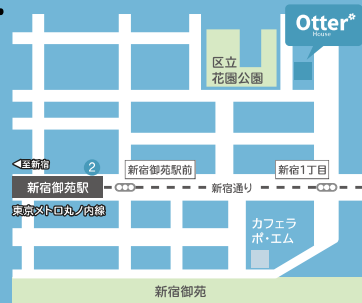 Otter
House
区立
花園公園
◀至新宿
2
新宿御苑駅前
新宿1丁目
新宿御苑駅
新宿通り
東京メトロ丸ノ内線
カフェラ
ボ・エム
新宿御苑